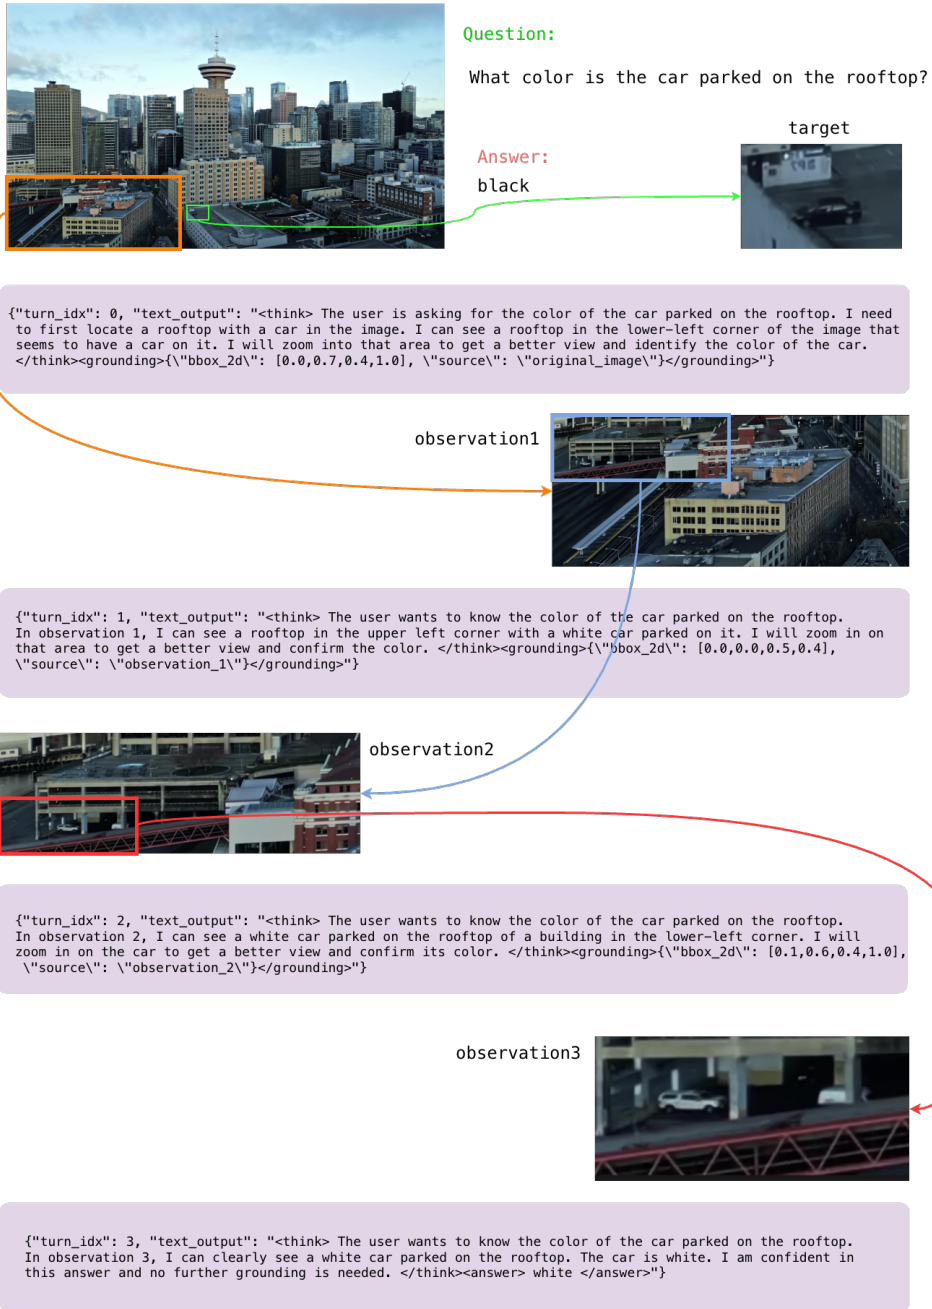 Question:
What color is the car parked on the rooftop?
target
Answer:
black
{"turn_idx": 0, "text_output": "<think> The user is asking for the color of the car parked on the rooftop. I need
to first locate a rooftop with a car in the image. I can see a rooftop in the lower-left corner of the image that
seems to have a car on it. I will zoom into that area to get a better view and identify the color of the car.
</think><grounding>{\"bbox_2d\": [0.0,0.7,0.4,1.0], \"source\": \"original_image\"}</grounding>"}
observation1
{"turn_idx": 1, "text_output": "<think> The user wants to know the color of the car parked on the rooftop.
In observation 1, I can see a rooftop in the upper left corner with a white car parked on it. I will zoom in on
that area to get a better view and confirm the color. </think><grounding>{\"bbox_2d\": [0.0,0.0,0.5,0.4],
\"source\": \"observation_1\"}</grounding>"}
observation2
{"turn_idx": 2, "text_output": "<think> The user wants to know the color of the car parked on the rooftop.
In observation 2, I can see a white car parked on the rooftop of a building in the lower-left corner. I will
zoom in on the car to get a better view and confirm its color. </think><grounding>{\"bbox_2d\": [0.1,0.6,0.4,1.0],
\"source\": \"observation_2\"}</grounding>"}
observation3
{"turn_idx": 3, "text_output": "<think> The user wants to know the color of the car parked on the rooftop.
In observation 3, I can clearly see a white car parked on the rooftop. The car is white. I am confident in
this answer and no further grounding is needed. </think><answer> white </answer>"}